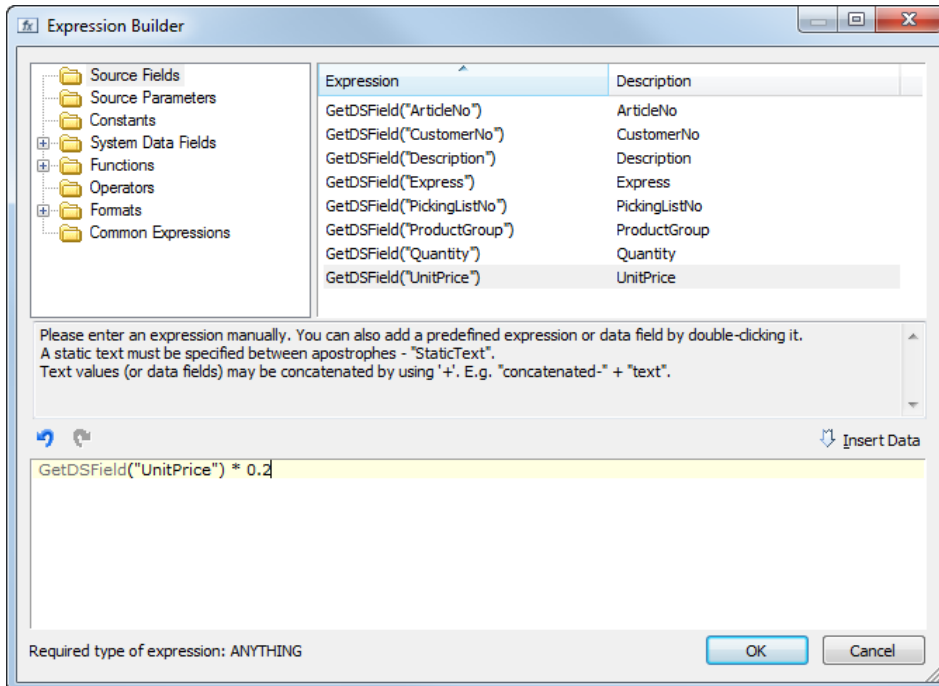 fx Expression Builder
Source Fields
Source Parameters
Constants
System Data Fields
Functions
Operators
Formats
Common Expressions
Expression Description
GetDSField("ArticleNo") ArticleNo
GetDSField("CustomerNo") CustomerNo
GetDSField("Description") Description
GetDSField("Express") Express
GetDSField("PickingListNo") PickingListNo
GetDSField("ProductGroup") ProductGroup
GetDSField("Quantity") Quantity
GetDSField("UnitPrice") UnitPrice
Please enter an expression manually. You can also add a predefined expression or data field by double-clicking it.
A static text must be specified between apostrophes - "StaticText".
Text values (or data fields) may be concatenated by using '+'. E.g. "concatenated-" + "text".
Insert Data
GetDSField("UnitPrice") * 0.2
Required type of expression: ANYTHING
OK Cancel